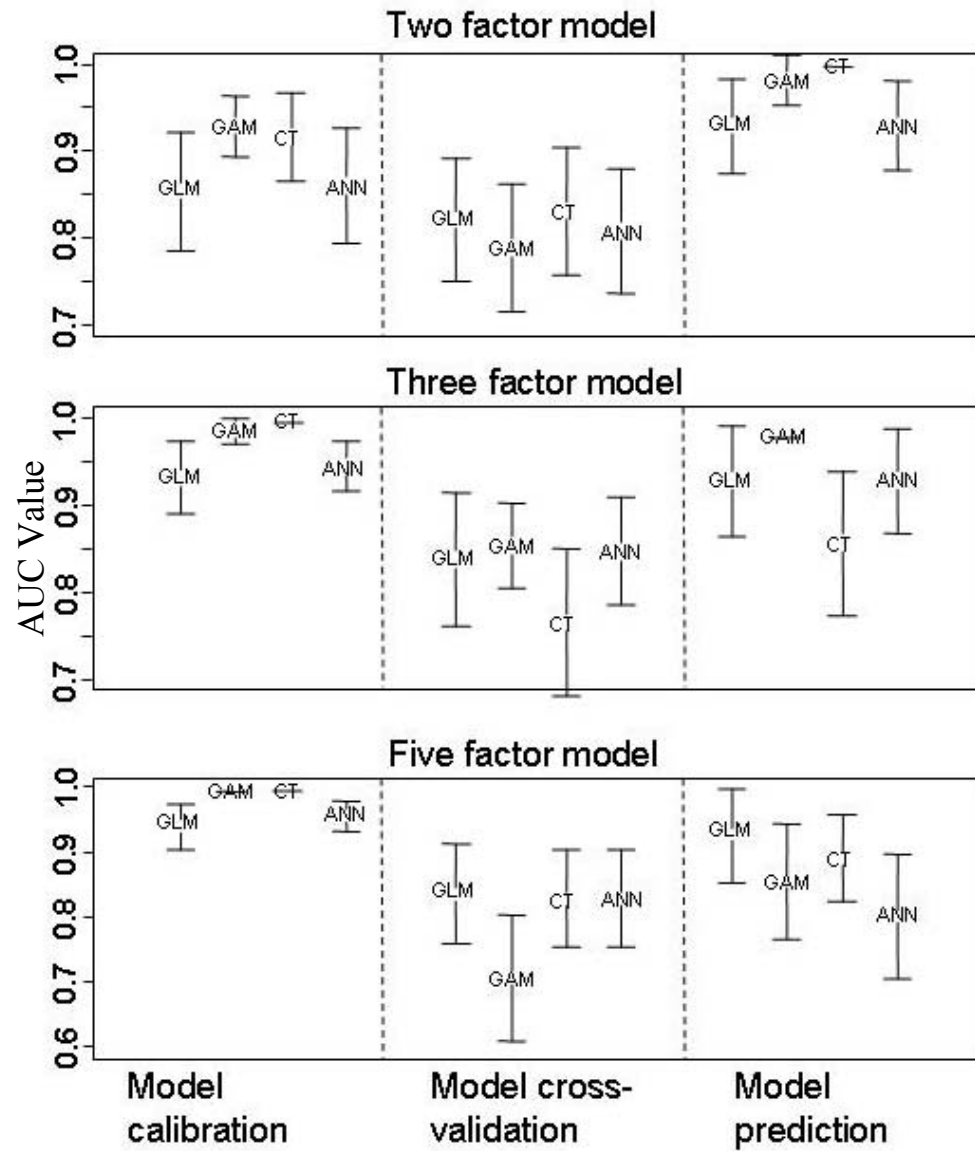 Two factor model
1.0
0.9
0.8
0.7
GLM
GAM
CT
ANN
GLM
GAM
CT
ANN
GLM
GAM
CT
ANN
Three factor model
AUC Value
1.0
0.9
0.8
0.7
GLM
GAM
CT
ANN
GLM
GAM
CT
ANN
GLM
GAM
CT
ANN
Five factor model
1.0
0.9
0.8
0.7
0.6
GLM
GAM
CT
ANN
GLM
GAM
CT
ANN
GLM
GAM
CT
ANN
Model
calibration
Model cross-
validation
Model
prediction